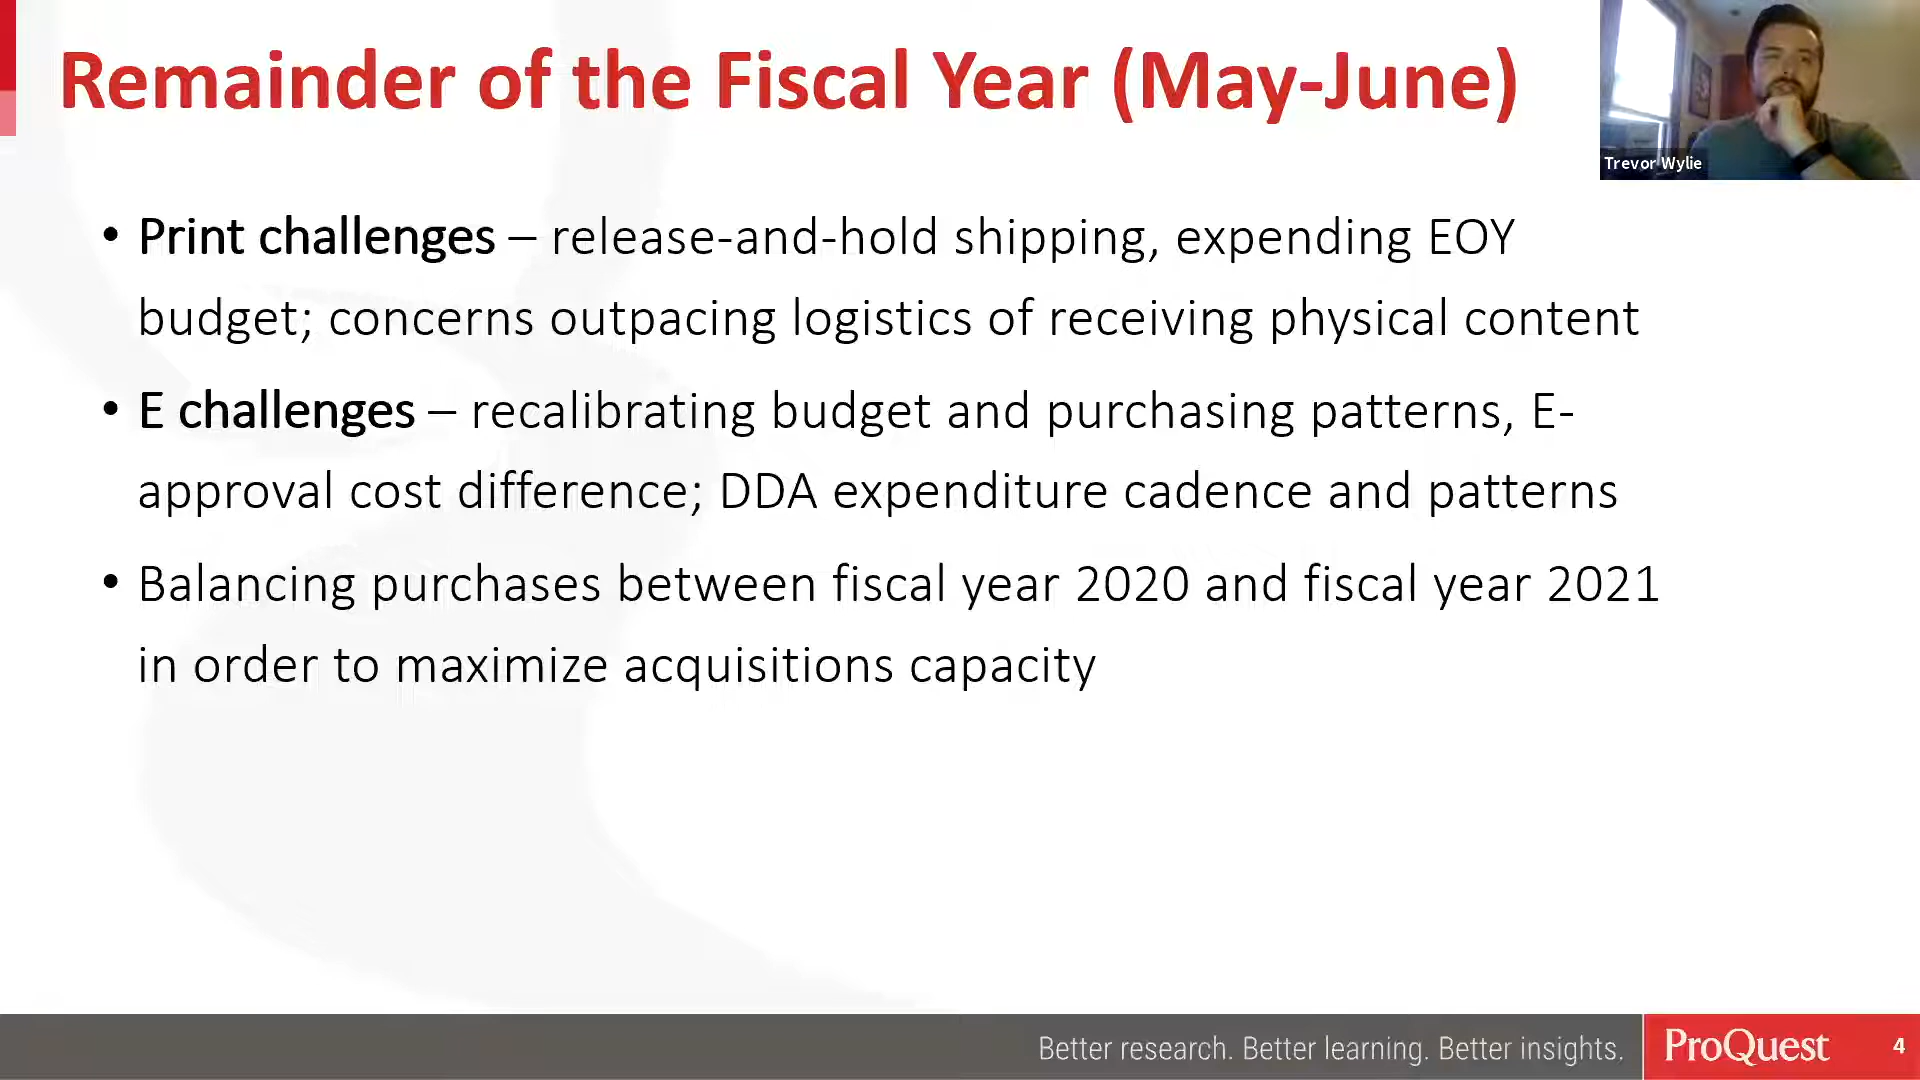 Remainder of the Fiscal Year (May-June)
Trevor Wylie
• Print challenges – release-and-hold shipping, expending EOY
budget; concerns outpacing logistics of receiving physical content
• E challenges – recalibrating budget and purchasing patterns, E-
approval cost difference; DDA expenditure cadence and patterns
• Balancing purchases between fiscal year 2020 and fiscal year 2021
in order to maximize acquisitions capacity
Better research. Better learning. Better insights.
ProQuest
4